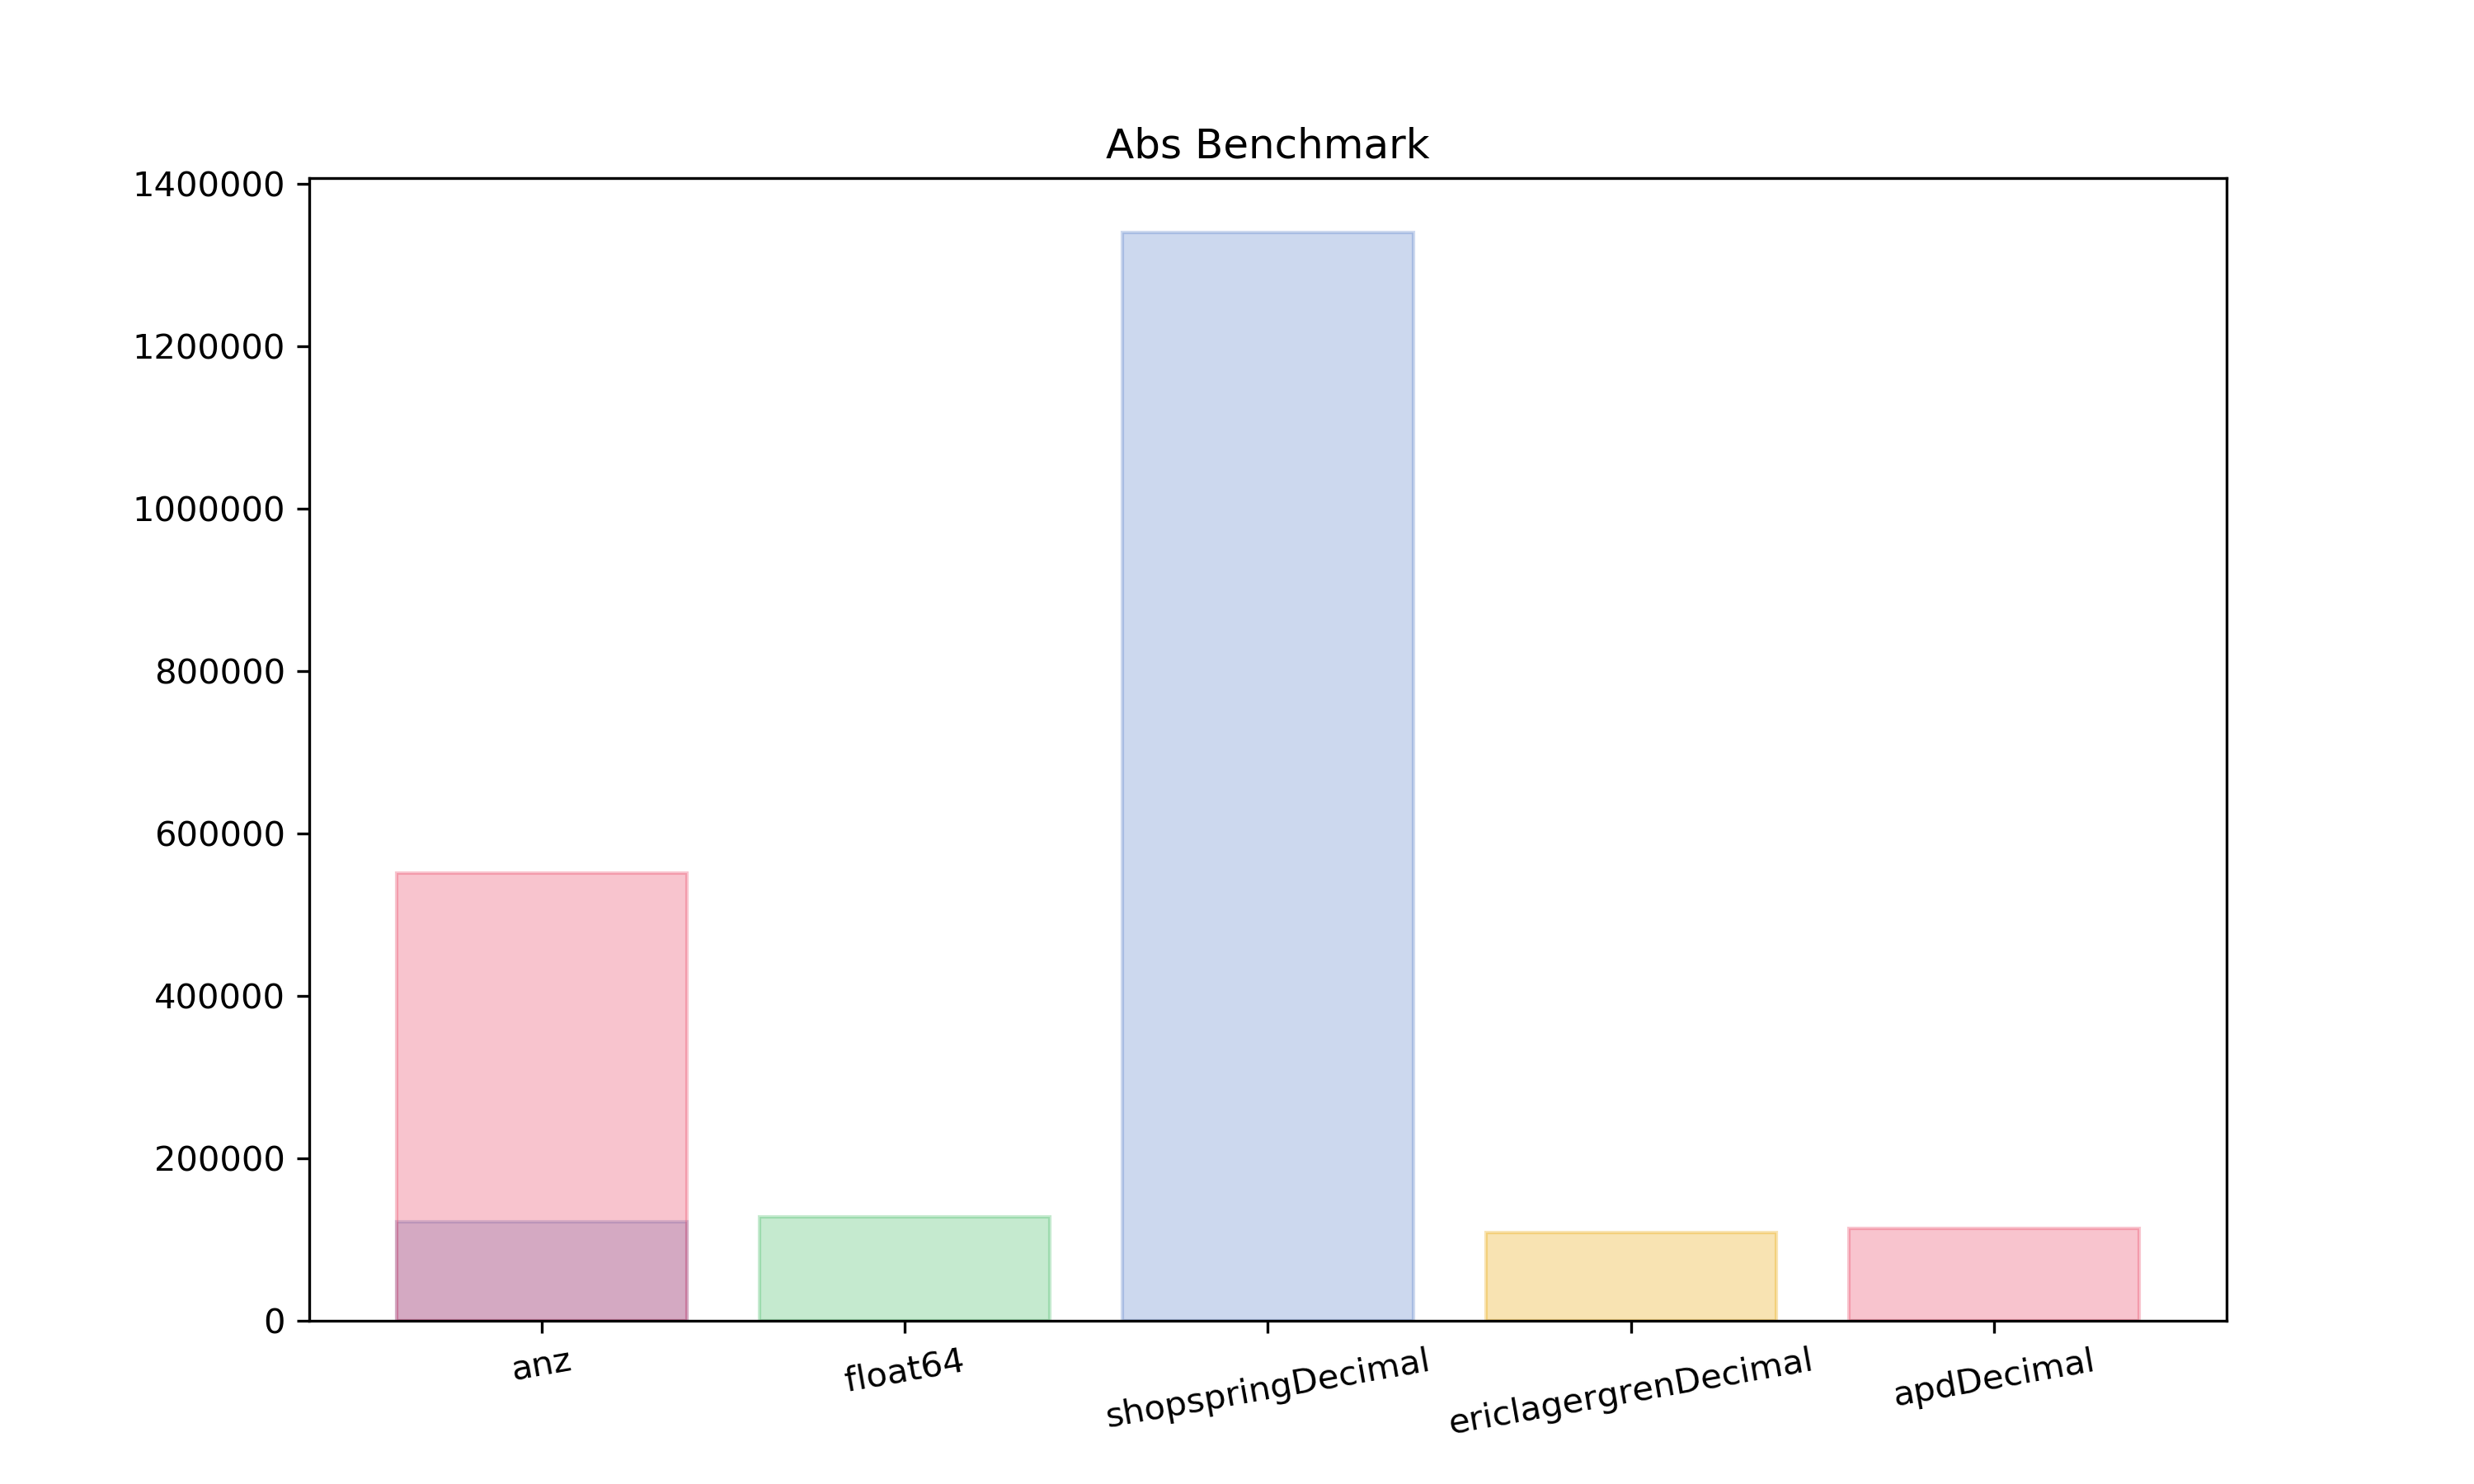 Abs Benchmark
1400000
1200000
1000000
800000
600000
400000
200000
0
anz
float64
shopspringDecimal
ericlagergrenDecimal
apdDecimal